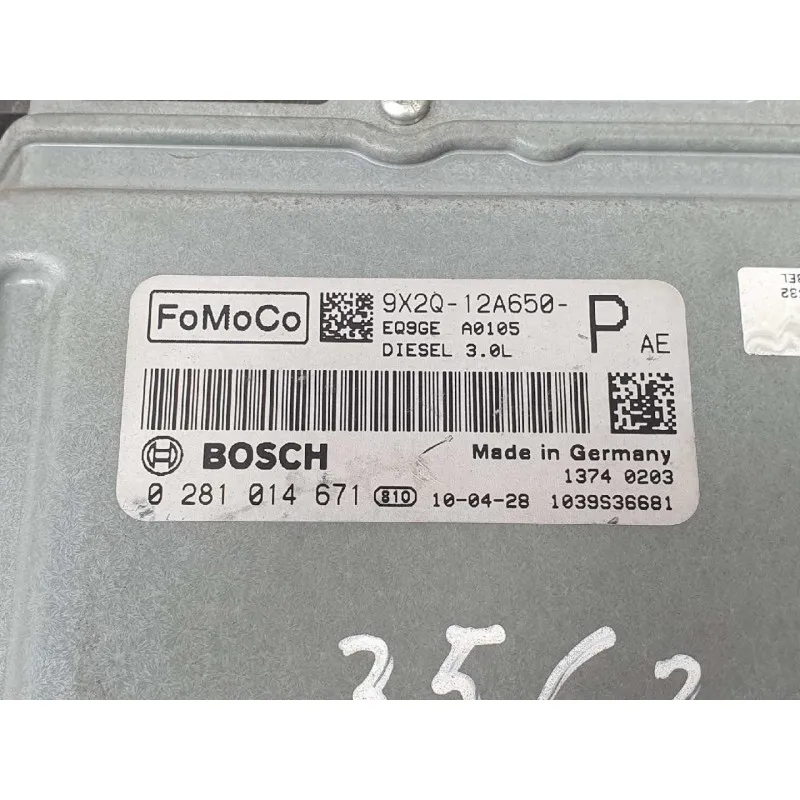 FoMoCo 9X2Q-12A650- P AE
EQ9GE A0105
DIESEL 3.0L
BOSCH Made in Germany
1374 0203
0 281 014 671 810 10-04-28 1039S36681